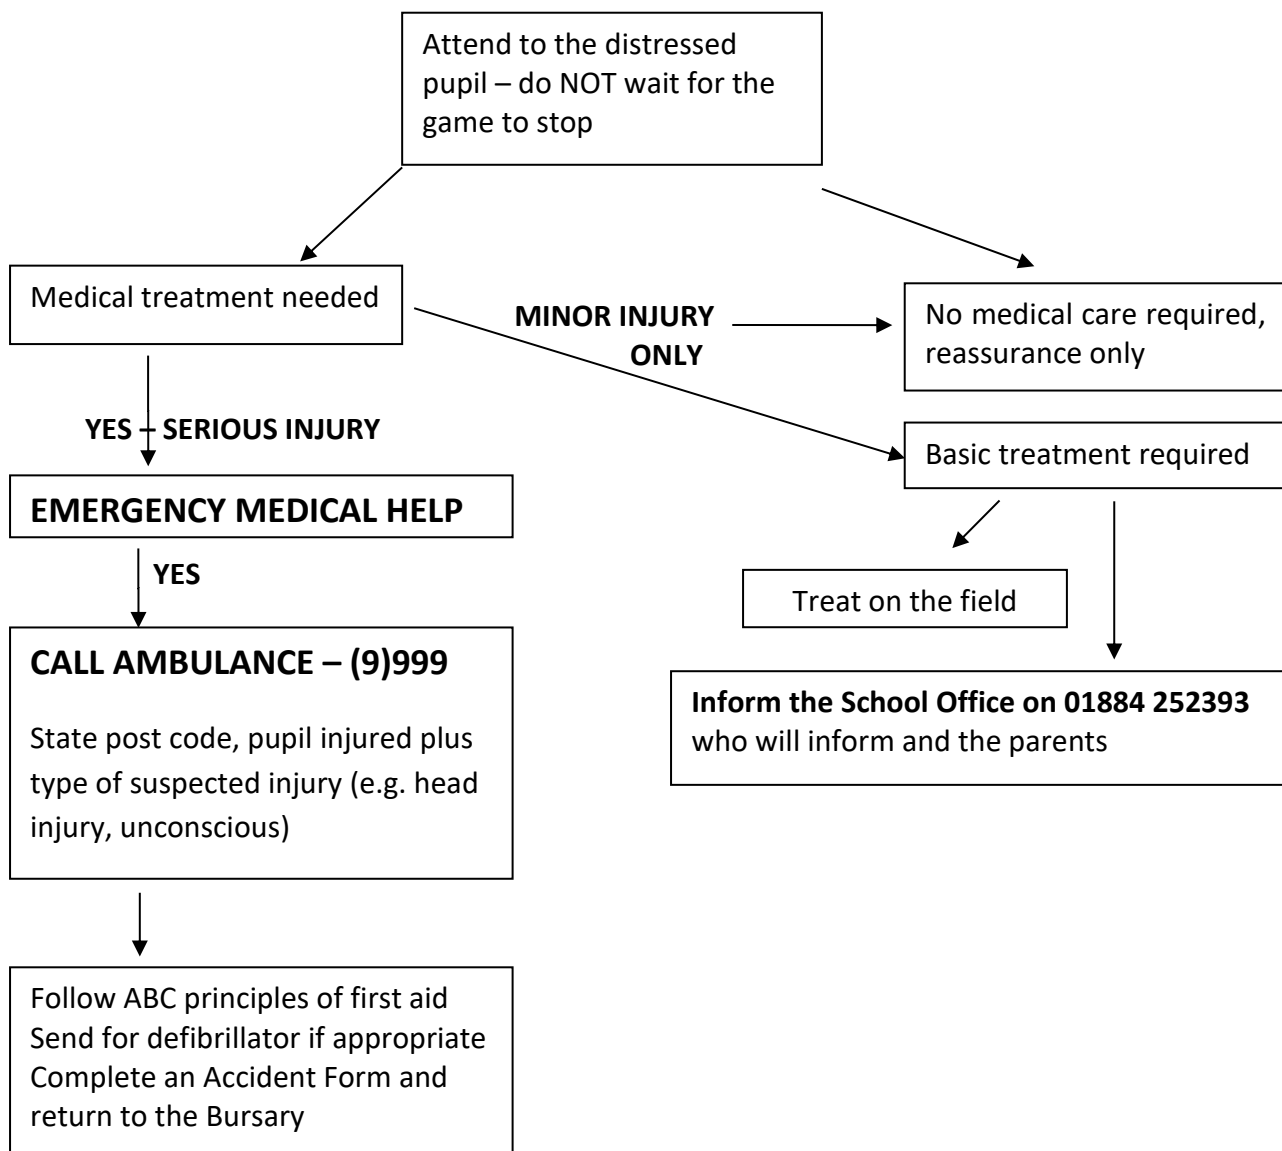 Attend to the distressed
pupil – do NOT wait for the
game to stop
Medical treatment needed
MINOR INJURY
ONLY
No medical care required,
reassurance only
YES – SERIOUS INJURY
Basic treatment required
EMERGENCY MEDICAL HELP
YES
Treat on the field
CALL AMBULANCE – (9)999
State post code, pupil injured plus
type of suspected injury (e.g. head
injury, unconscious)
Inform the School Office on 01884 252393
who will inform and the parents
Follow ABC principles of first aid
Send for defibrillator if appropriate
Complete an Accident Form and
return to the Bursary